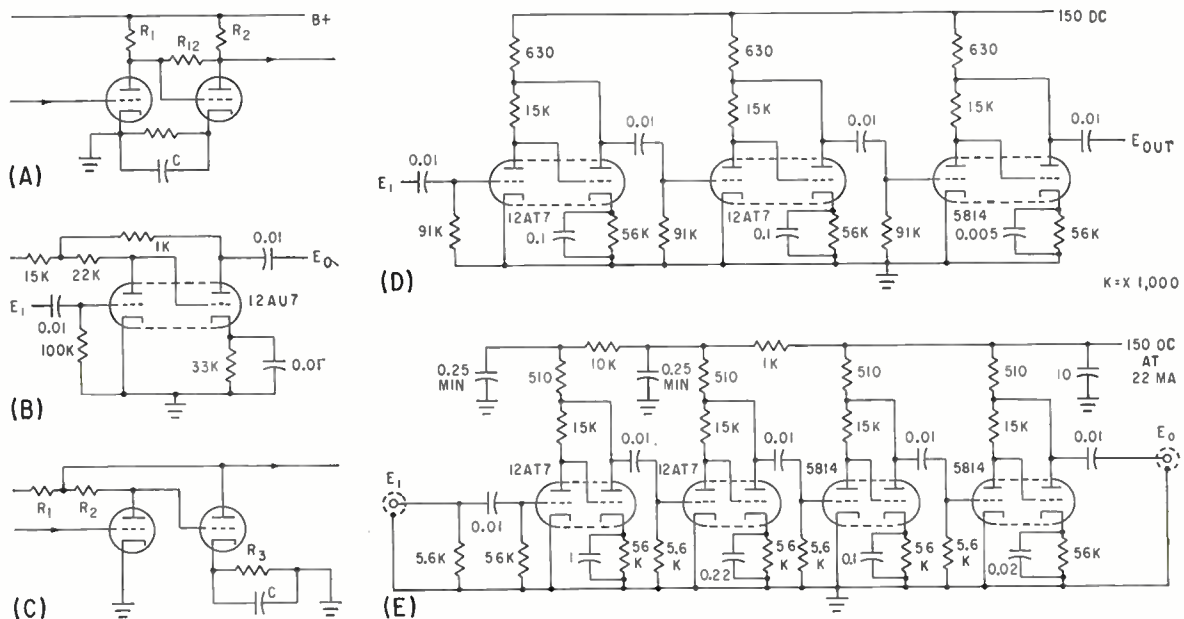 B+
R1
R12
R2
C
(A)
1K
0.01
Eo
15K
22K
12AU7
E1
0.01
100K
33K
0.01
(B)
R1
R2
R3
C
(C)
150 DC
630
630
630
15K
15K
15K
0.01
0.01
0.01
EOUT
0.01
E1
12AT7
12AT7
5814
91K
0.1
56K
91K
0.1
56K
91K
0.005
56K
(D)
K=X 1,000
150 DC
AT
22 MA
0.25
MIN
10K
0.25
MIN
1K
10
510
510
510
510
15K
15K
15K
15K
0.01
0.01
0.01
0.01
Eo
12AT7
12AT7
5814
5814
E1
0.01
5.6K
56K
1
56
K
5.6
K
0.22
56
K
5.6
K
0.1
56
K
5.6
K
0.02
56K
(E)